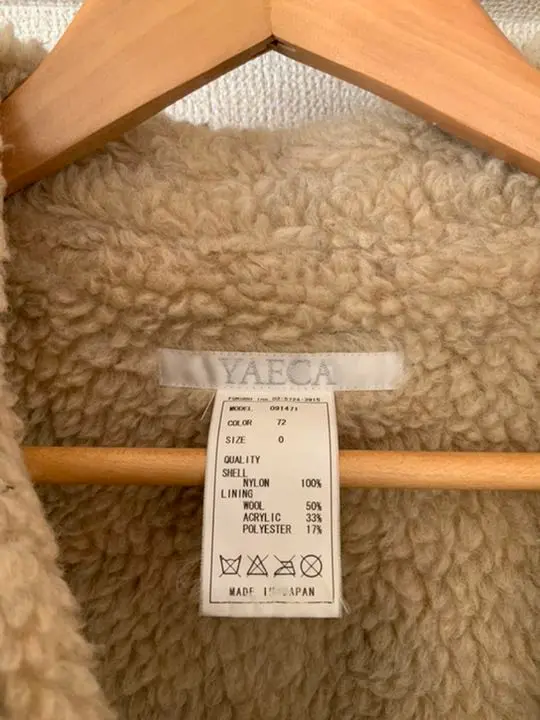 YAECA
MODEL 091471
COLOR 72
SIZE 0
QUALITY
SHELL
NYLON 100%
LINING
WOOL 50%
ACRYLIC 33%
POLYESTER 17%
MADE IN JAPAN